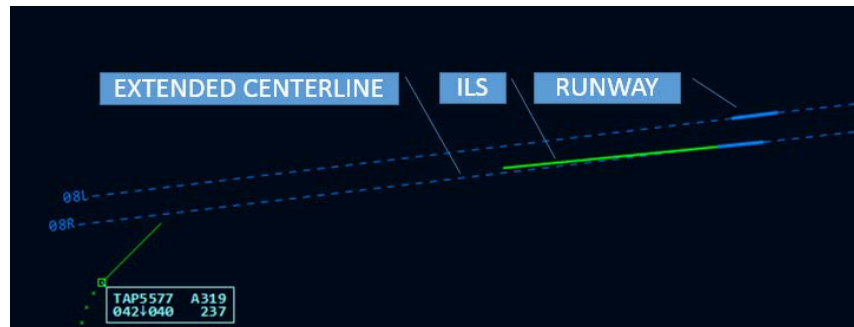 EXTENDED CENTERLINE
ILS
RUNWAY
08L
08R
TAP5577 A319
042↓040 237